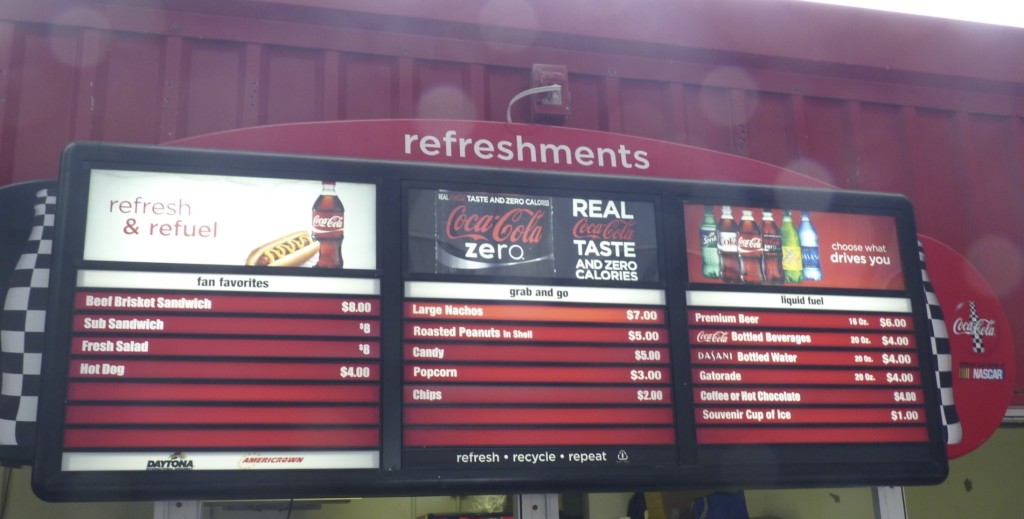 refreshments
refresh
& refuel
Coca-Cola
fan favorites
Beef Brisket Sandwich $8.00
Sub Sandwich $8
Fresh Salad $8
Hot Dog $4.00
DAYTONA
AMERICROWN
REAL TASTE AND ZERO CALORIES
Coca-Cola
zero
REAL
Coca-Cola
TASTE
AND ZERO
CALORIES
grab and go
Large Nachos $7.00
Roasted Peanuts In Shell $5.00
Candy $5.00
Popcorn $3.00
Chips $2.00
refresh • recycle • repeat
choose what
drives you
liquid fuel
Premium Beer 16 Oz. $6.00
Coca-Cola Bottled Beverages 20 Oz. $4.00
DASANI Bottled Water 20 Oz. $4.00
Gatorade 20 Oz. $4.00
Coffee or Hot Chocolate $4.00
Souvenir Cup of Ice $1.00
Coca-Cola
NASCAR